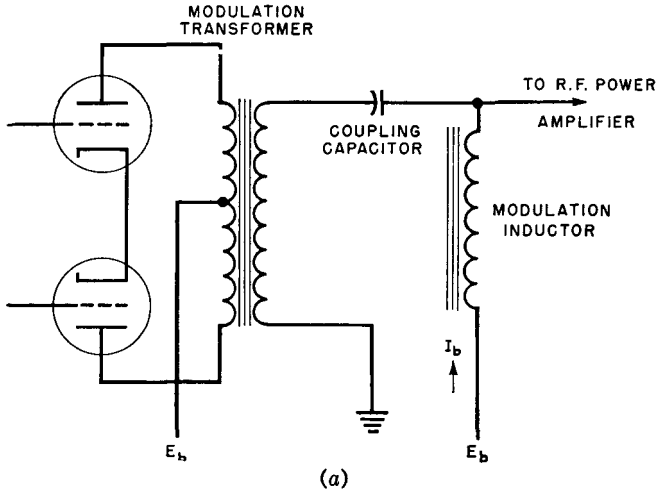 MODULATION
TRANSFORMER
TO R.F. POWER
AMPLIFIER
COUPLING
CAPACITOR
MODULATION
INDUCTOR
Ib
Eb
Eb
(a)